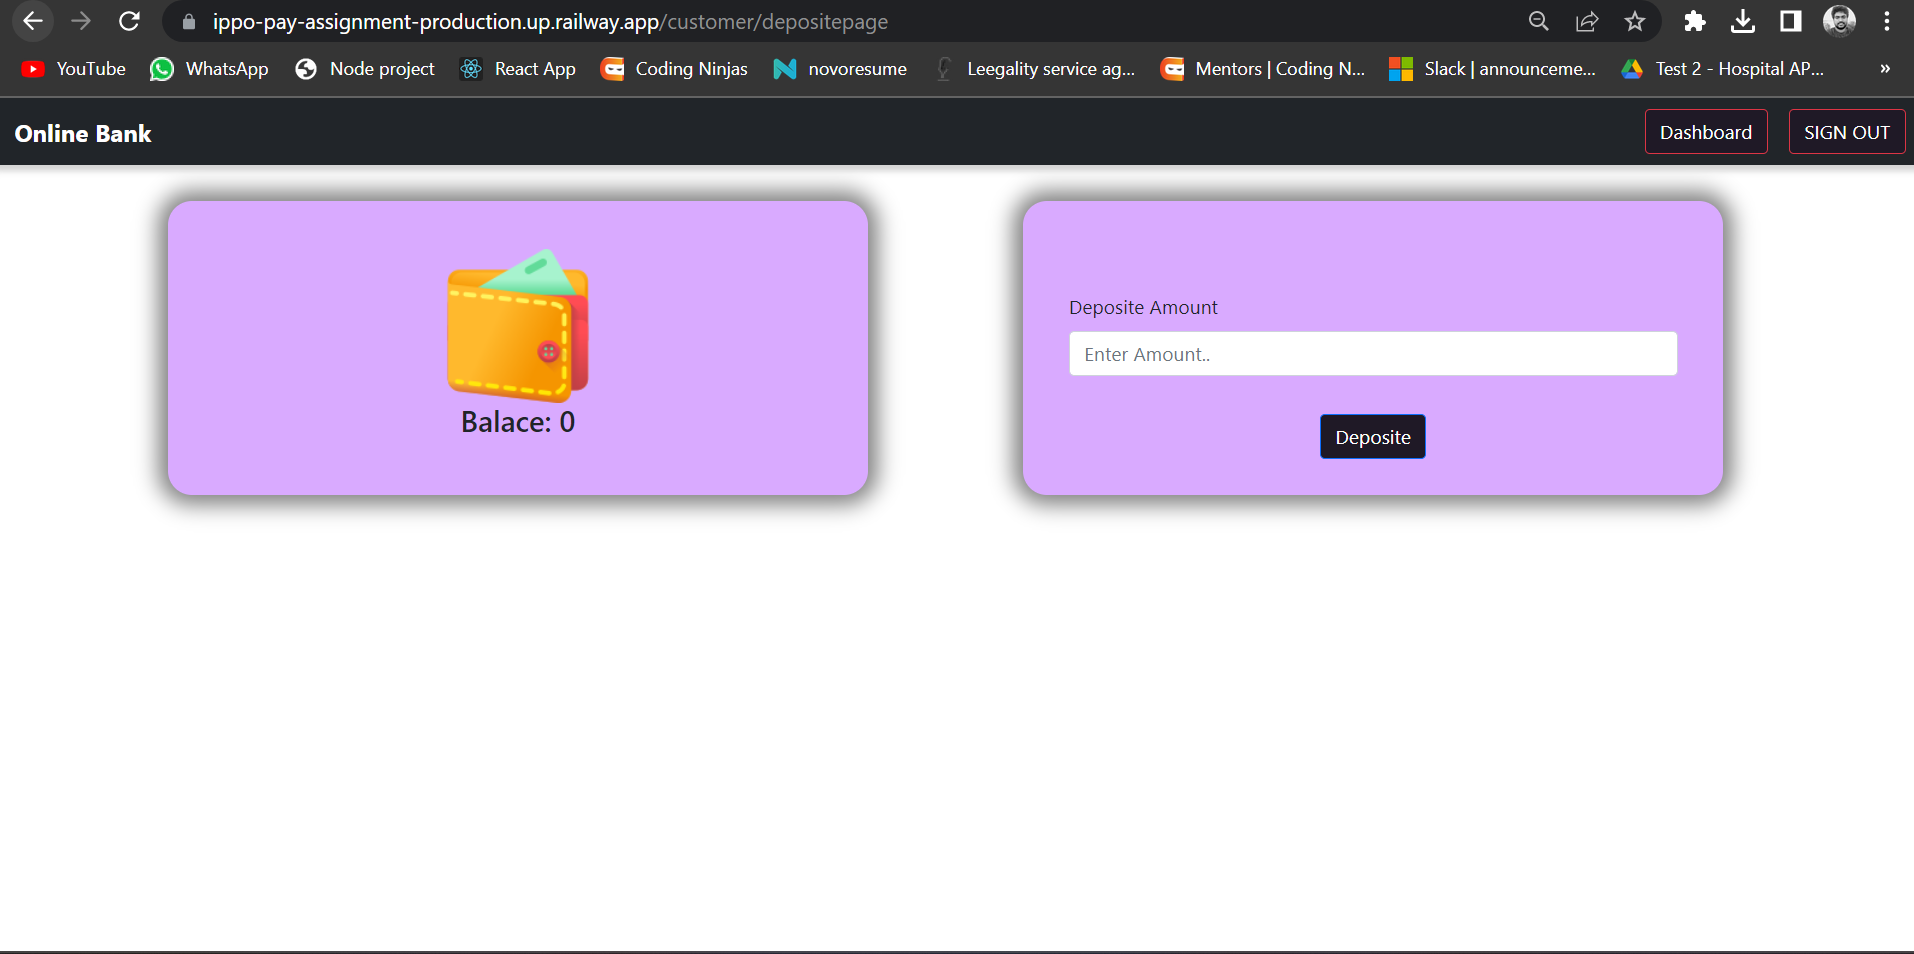 ippo-pay-assignment-production.up.railway.app/customer/depositepage
YouTube WhatsApp Node project React App Coding Ninjas novoresume Leegality service ag... Mentors | Coding N... Slack | announceme... Test 2 - Hospital AP... »
Online Bank Dashboard SIGN OUT
Balace: 0
Deposite Amount
Enter Amount..
Deposite